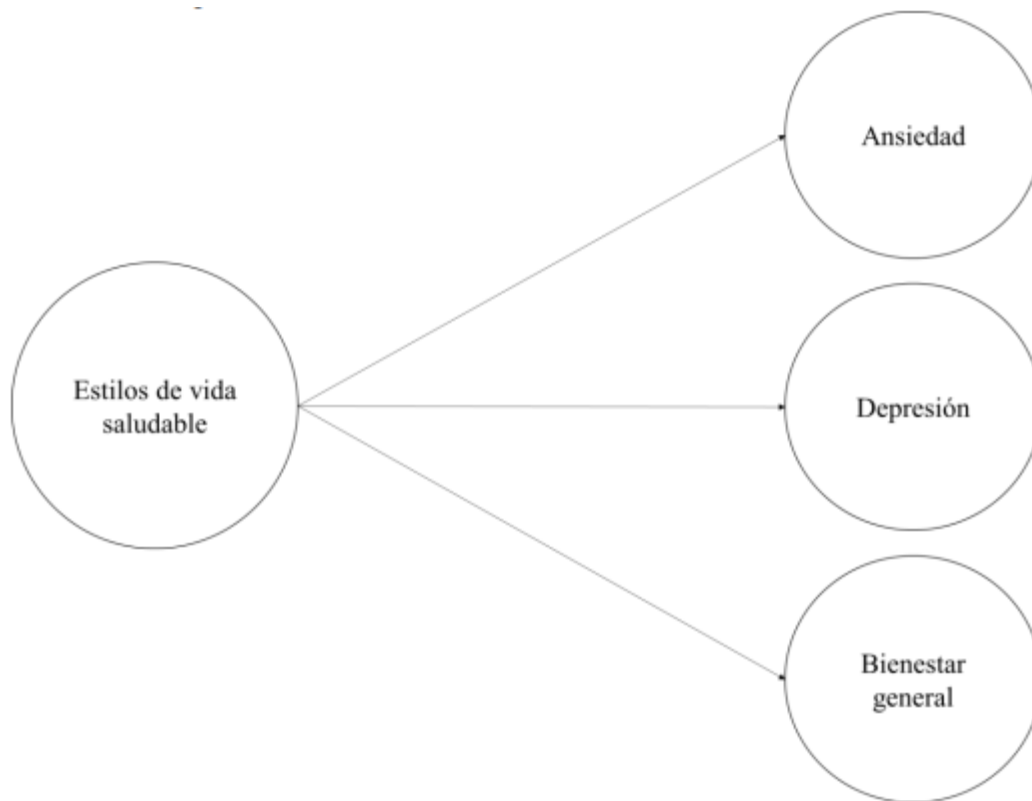 Ansiedad
Estilos de vida
saludable
Depresión
Bienestar
general